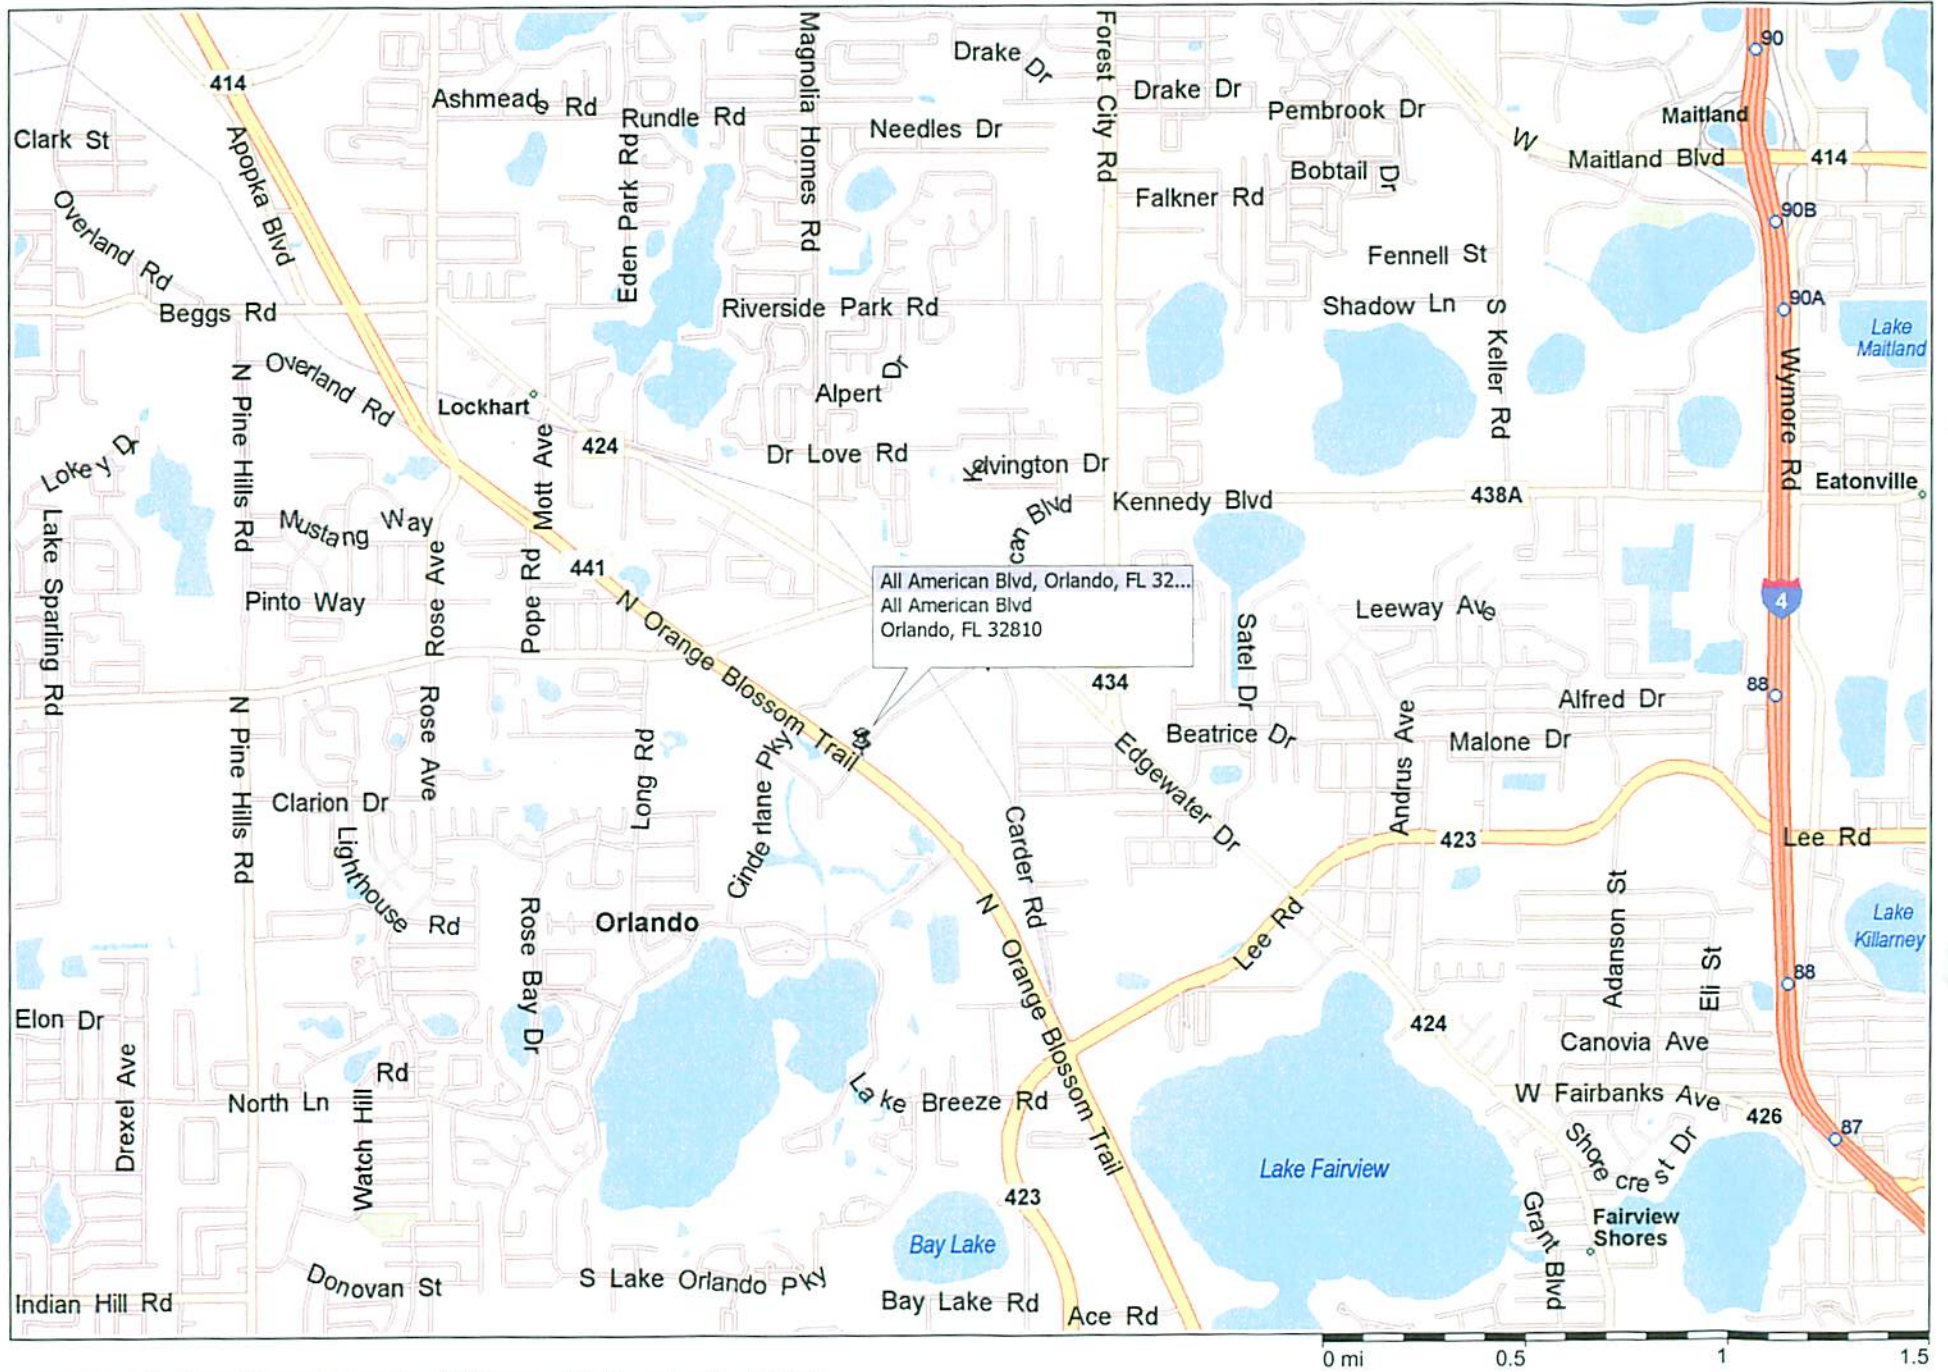 90
Drake Dr
414
Magnolia Homes Rd
Forest City Rd
Drake Dr
Ashmeade Rd
Rundle Rd
Pembrook Dr
Maitland
Clark St
Apopka Blvd
Needles Dr
W Maitland Blvd
414
Eden Park Rd
Bobtail Dr
Falkner Rd
Overland Rd
90B
Fennell St
Beggs Rd
Riverside Park Rd
Shadow Ln
90A
S Keller Rd
Lake
Maitland
Overland Rd
N Pine Hills Rd
Lockhart
Alpert Dr
Wymore Rd
Mott Ave
424
Dr Love Rd
Kelvington Dr
Lokey Dr
can Blvd
Kennedy Blvd
438A
Eatonville
Mustang Way
Lake Sparling Rd
Rose Ave
Pope Rd
441
All American Blvd, Orlando, FL 32...
All American Blvd
Orlando, FL 32810
4
Pinto Way
N Orange Blossom Trail
Leeway Ave
Satel Dr
434
88
Alfred Dr
N Pine Hills Rd
Rose Ave
Long Rd
Cinderlane Pky
Edgewater Dr
Beatrice Dr
Andrus Ave
Malone Dr
Clarion Dr
Lighthouse Rd
Carder Rd
423
Lee Rd
Rose Bay Dr
Orlando
N Orange Blossom Trail
Lee Rd
Adanson St
Eli St
Lake
Killarney
88
Elon Dr
424
Canovia Ave
Drexel Ave
North Ln
Watch Hill Rd
Lake Breeze Rd
W Fairbanks Ave
426
87
Shorecrest Dr
Lake Fairview
423
Grant Blvd
Fairview
Shores
Bay Lake
Donovan St
S Lake Orlando Pky
Indian Hill Rd
Bay Lake Rd
Ace Rd
0 mi
0.5
1
1.5